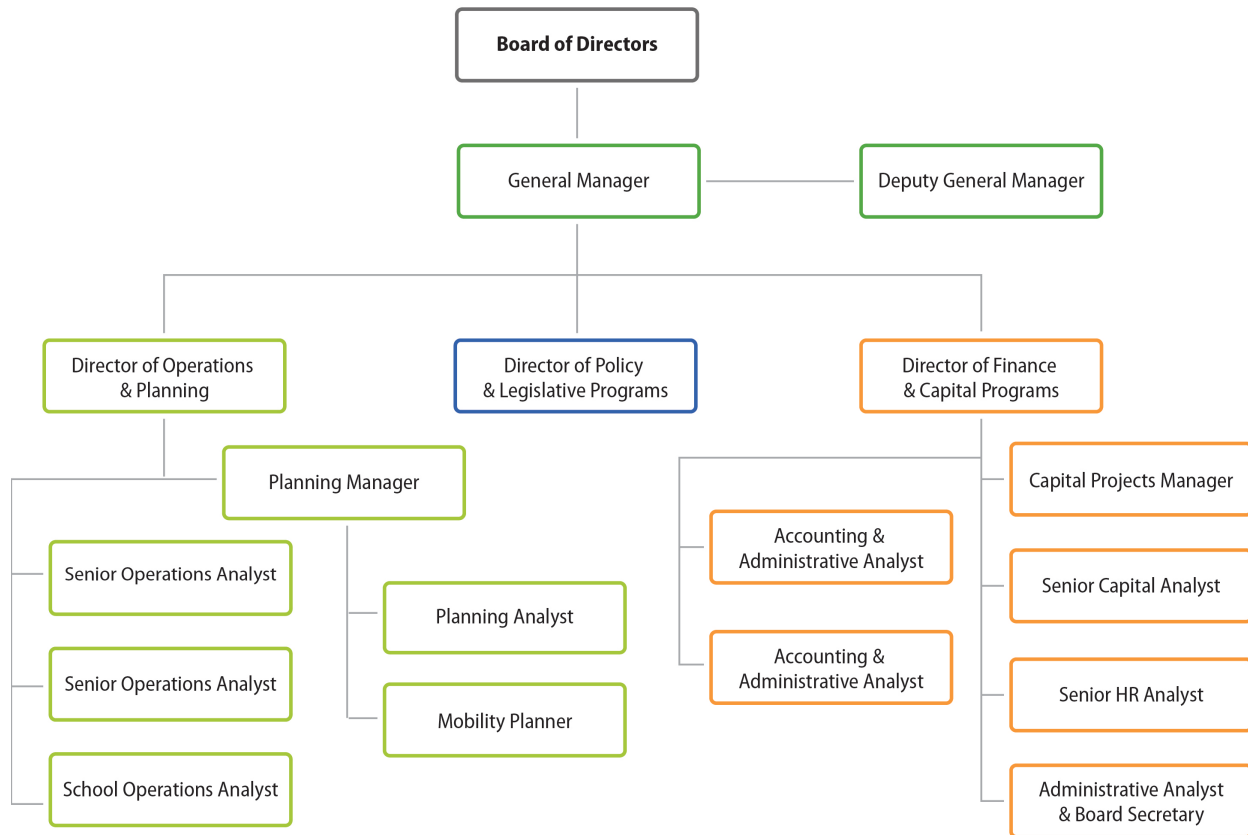 Board of Directors
General Manager
Deputy General Manager
Director of Operations
& Planning
Director of Policy
& Legislative Programs
Director of Finance
& Capital Programs
Planning Manager
Senior Operations Analyst
Senior Operations Analyst
School Operations Analyst
Planning Analyst
Mobility Planner
Accounting &
Administrative Analyst
Accounting &
Administrative Analyst
Capital Projects Manager
Senior Capital Analyst
Senior HR Analyst
Administrative Analyst
& Board Secretary